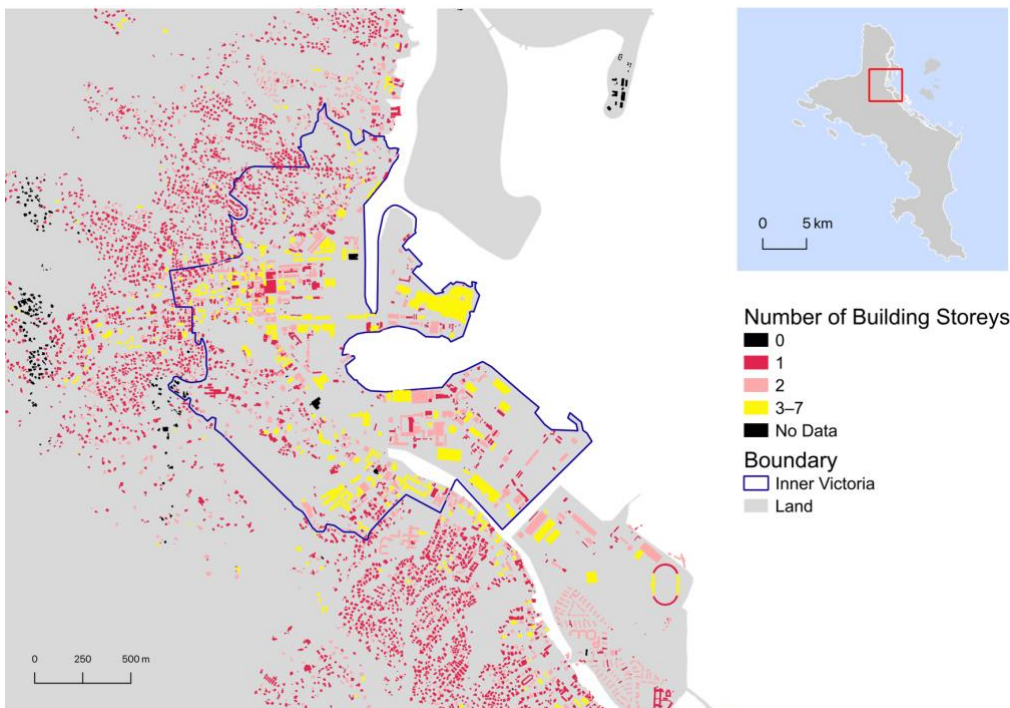 0 5 km
Number of Building Storeys
0
1
2
3–7
No Data
Boundary
Inner Victoria
Land
0 250 500 m